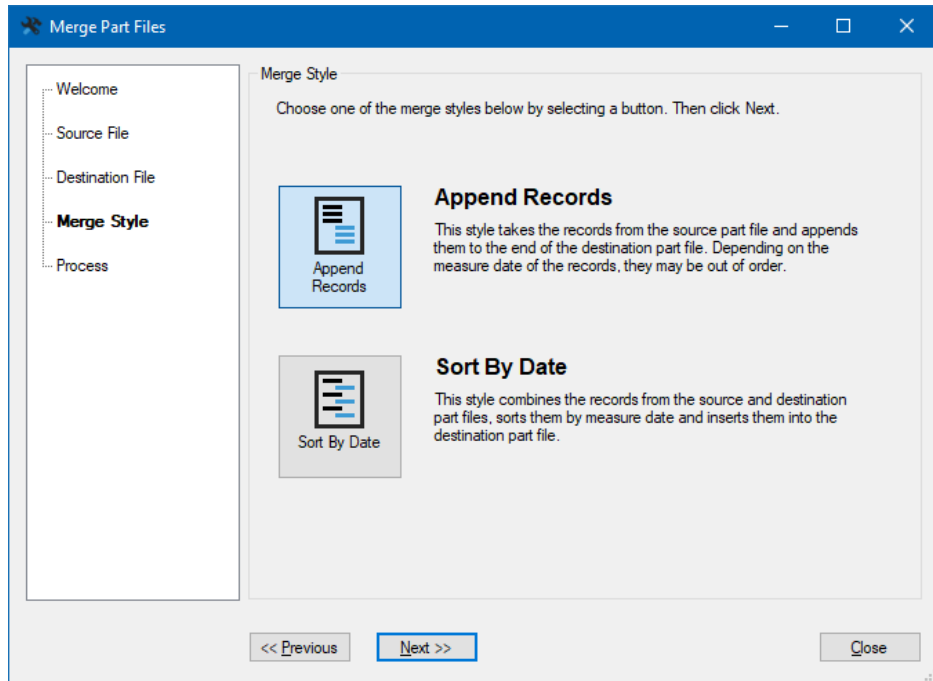 Merge Part Files
Welcome
Source File
Destination File
Merge Style
Process
Merge Style
Choose one of the merge styles below by selecting a button. Then click Next.
Append
Records
Append Records
This style takes the records from the source part file and appends
them to the end of the destination part file. Depending on the
measure date of the records, they may be out of order.
Sort By Date
Sort By Date
This style combines the records from the source and destination
part files, sorts them by measure date and inserts them into the
destination part file.
<< Previous
Next >>
Close